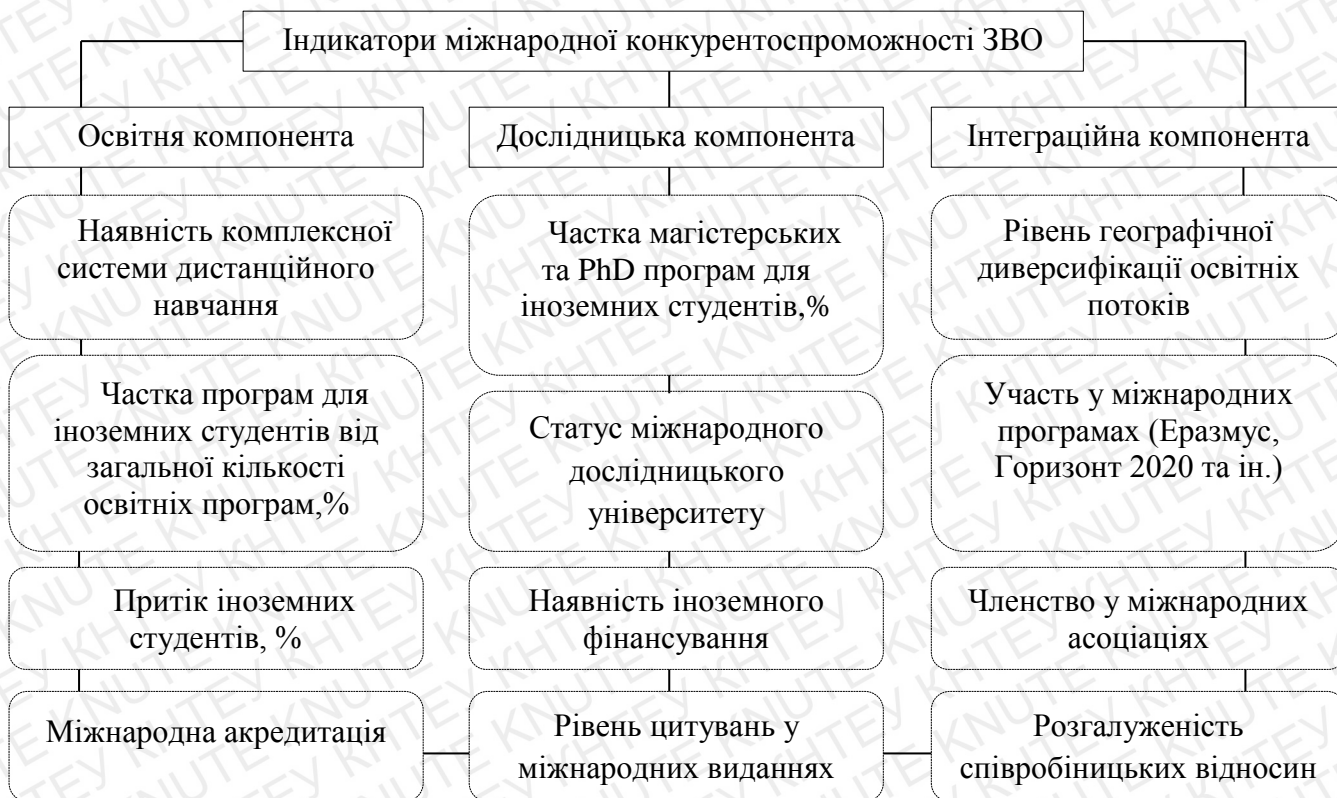 Індикатори міжнародної конкурентоспроможності ЗВО
Освітня компонента
Дослідницька компонента
Інтеграційна компонента
Наявність комплексної
системи дистанційного
навчання
Частка магістерських
та PhD програм для
іноземних студентів,%
Рівень географічної
диверсифікації освітніх
потоків
Частка програм для
іноземних студентів від
загальної кількості
освітніх програм,%
Статус міжнародного
дослідницького
університету
Участь у міжнародних
програмах (Еразмус,
Горизонт 2020 та ін.)
Притік іноземних
студентів, %
Наявність іноземного
фінансування
Членство у міжнародних
асоціаціях
Міжнародна акредитація
Рівень цитувань у
міжнародних виданнях
Розгалуженість
співробіницьких відносин